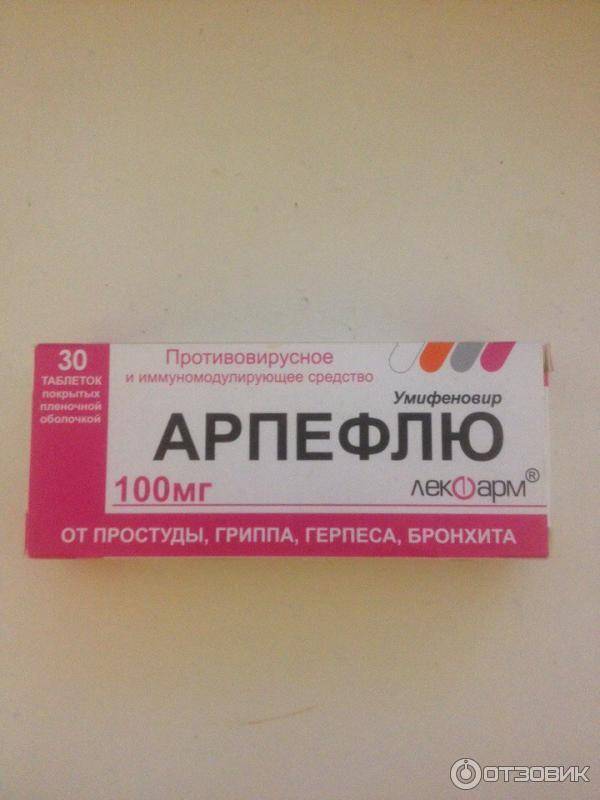 30
ТАБЛЕТОК
покрытых
пленочной
оболочкой
Противовирусное
и иммуномодулирующее средство
Умифеновир
АРПЕФЛЮ
100мг
лекфарм®
ОТ ПРОСТУДЫ, ГРИППА, ГЕРПЕСА, БРОНХИТА
ОТЗОВИК